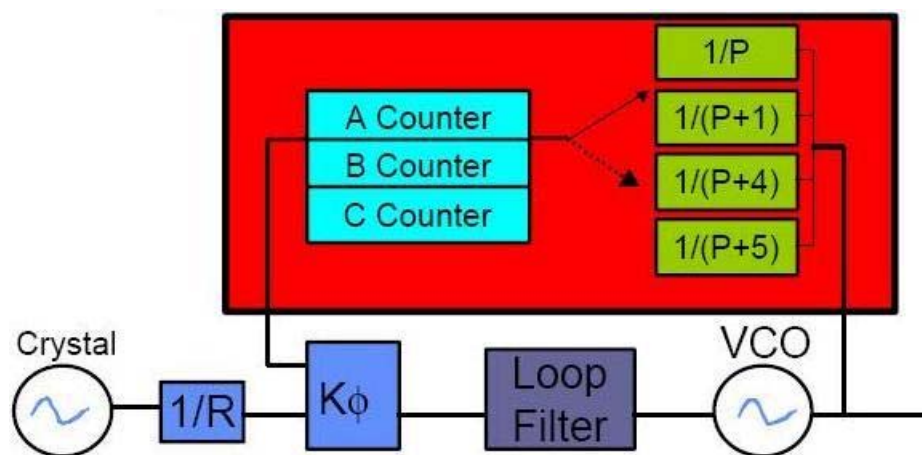 1/P
A Counter
1/(P+1)
B Counter
1/(P+4)
C Counter
1/(P+5)
Crystal
VCO
1/R
Kϕ
Loop
Filter